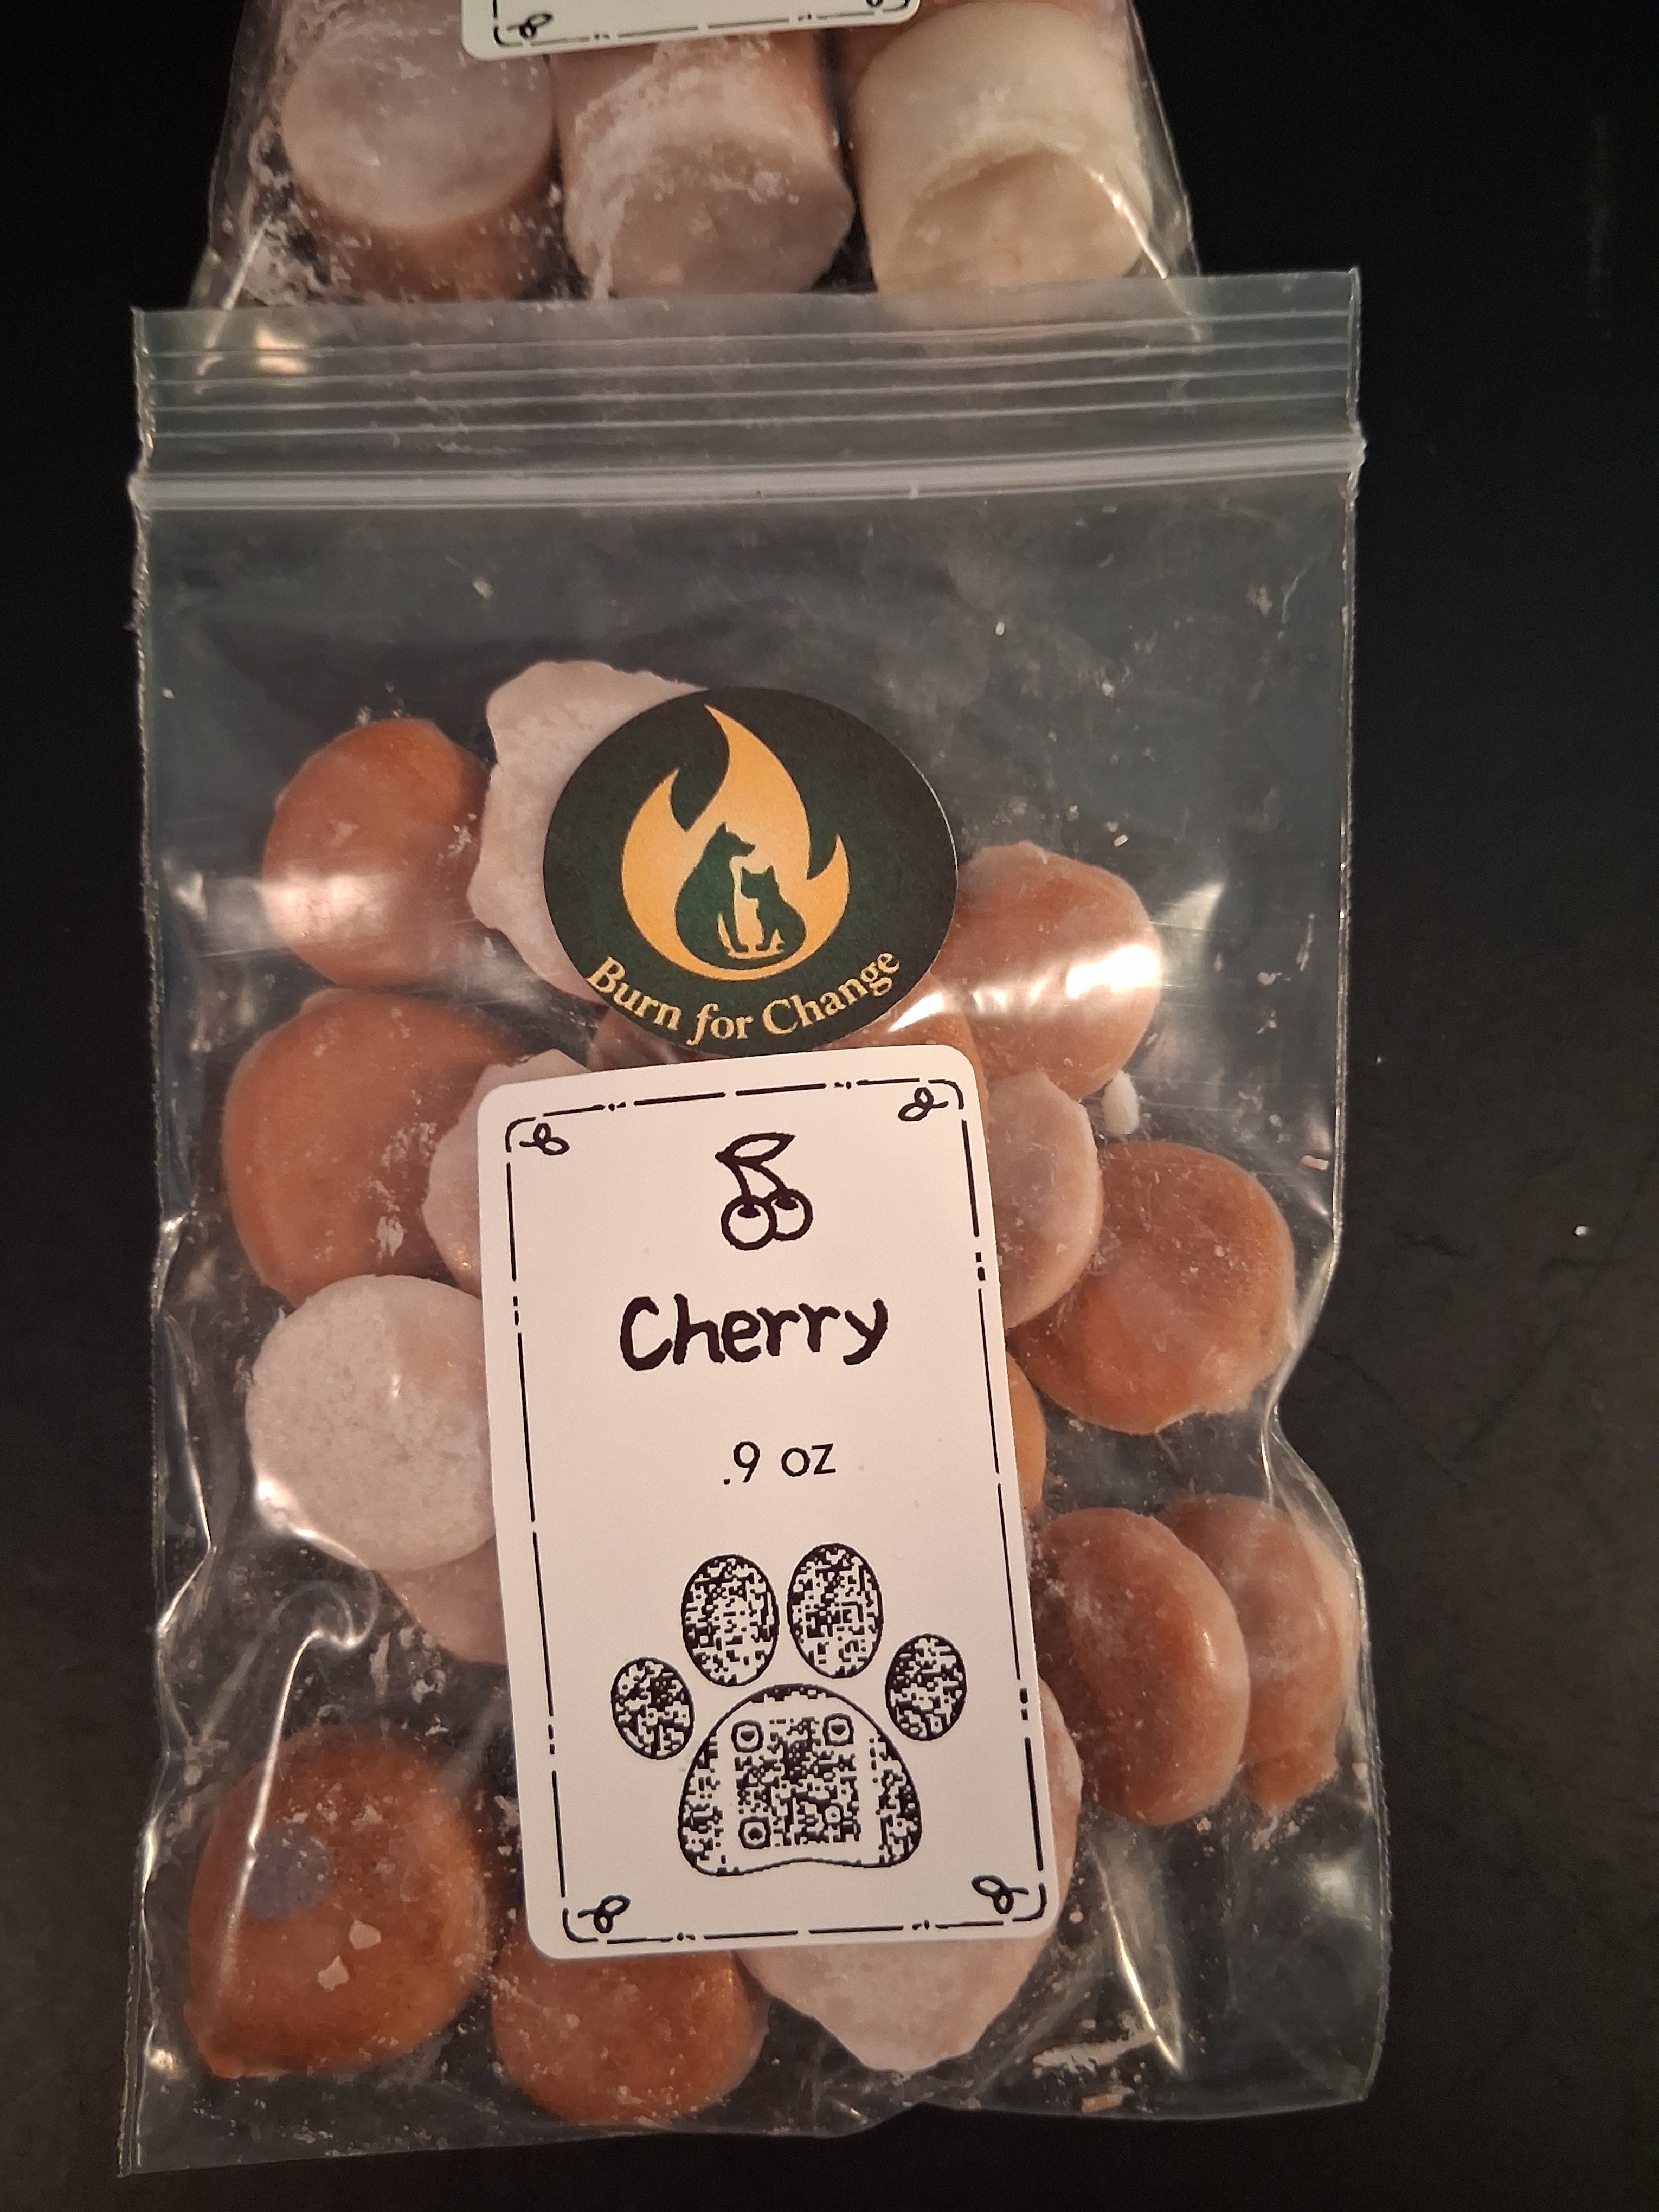 Burn for Change
Cherry
.9 oz